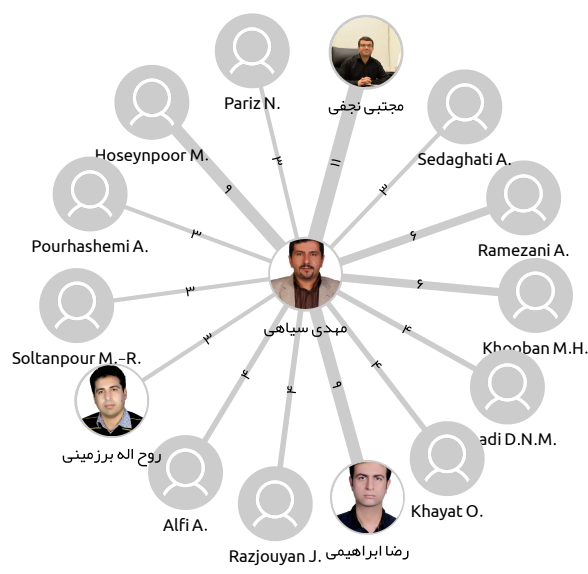 Pariz N.
مجتبی نجفی
Hoseynpoor M.
Sedaghati A.
۳
۱۱
۹
۳
Pourhashemi A.
Ramezani A.
۳
۶
۳
۶
Soltanpour M.-R.
مهدی سیاهی
Khooban M.H.
۳
۴
روح اله برزمینی
۴
۴
۹
۴
adi D.N.M.
Alfi A.
Khayat O.
Razjouyan J.
رضا ابراهیمی